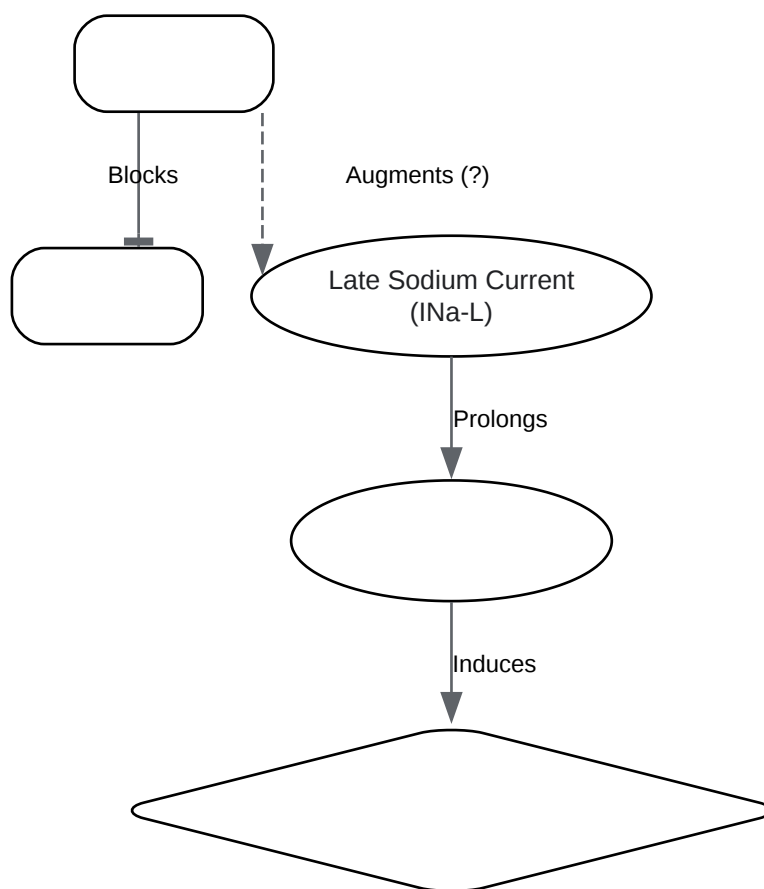 Blocks
Augments (?)
Late Sodium Current
(INa-L)
Prolongs
Induces